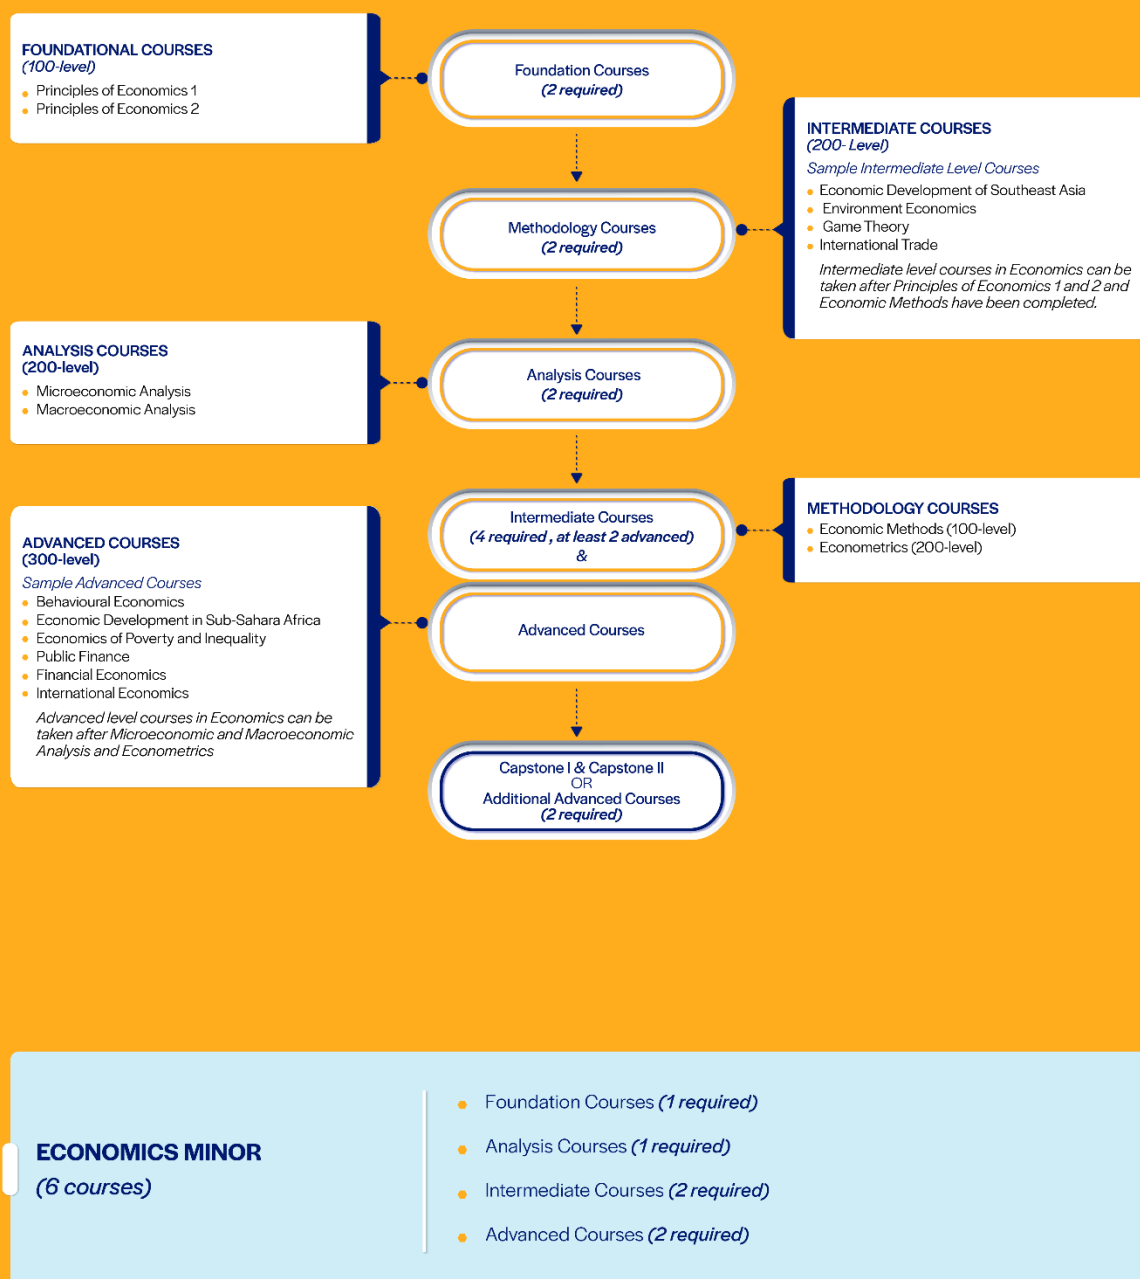 FOUNDATIONAL COURSES
(100-level)
Principles of Economics 1
Principles of Economics 2
Foundation Courses
(2 required)
INTERMEDIATE COURSES
(200- Level)
Sample Intermediate Level Courses
Economic Development of Southeast Asia
Environment Economics
Game Theory
International Trade
Intermediate level courses in Economics can be
taken after Principles of Economics 1 and 2 and
Economic Methods have been completed.
Methodology Courses
(2 required)
ANALYSIS COURSES
(200-level)
Microeconomic Analysis
Macroeconomic Analysis
Analysis Courses
(2 required)
Intermediate Courses
(4 required , at least 2 advanced)
&
METHODOLOGY COURSES
Economic Methods (100-level)
Econometrics (200-level)
ADVANCED COURSES
(300-level)
Sample Advanced Courses
Behavioural Economics
Economic Development in Sub-Sahara Africa
Economics of Poverty and Inequality
Public Finance
Financial Economics
International Economics
Advanced level courses in Economics can be
taken after Microeconomic and Macroeconomic
Analysis and Econometrics
Advanced Courses
Capstone I & Capstone II
OR
Additional Advanced Courses
(2 required)
ECONOMICS MINOR
(6 courses)
Foundation Courses (1 required)
Analysis Courses (1 required)
Intermediate Courses (2 required)
Advanced Courses (2 required)